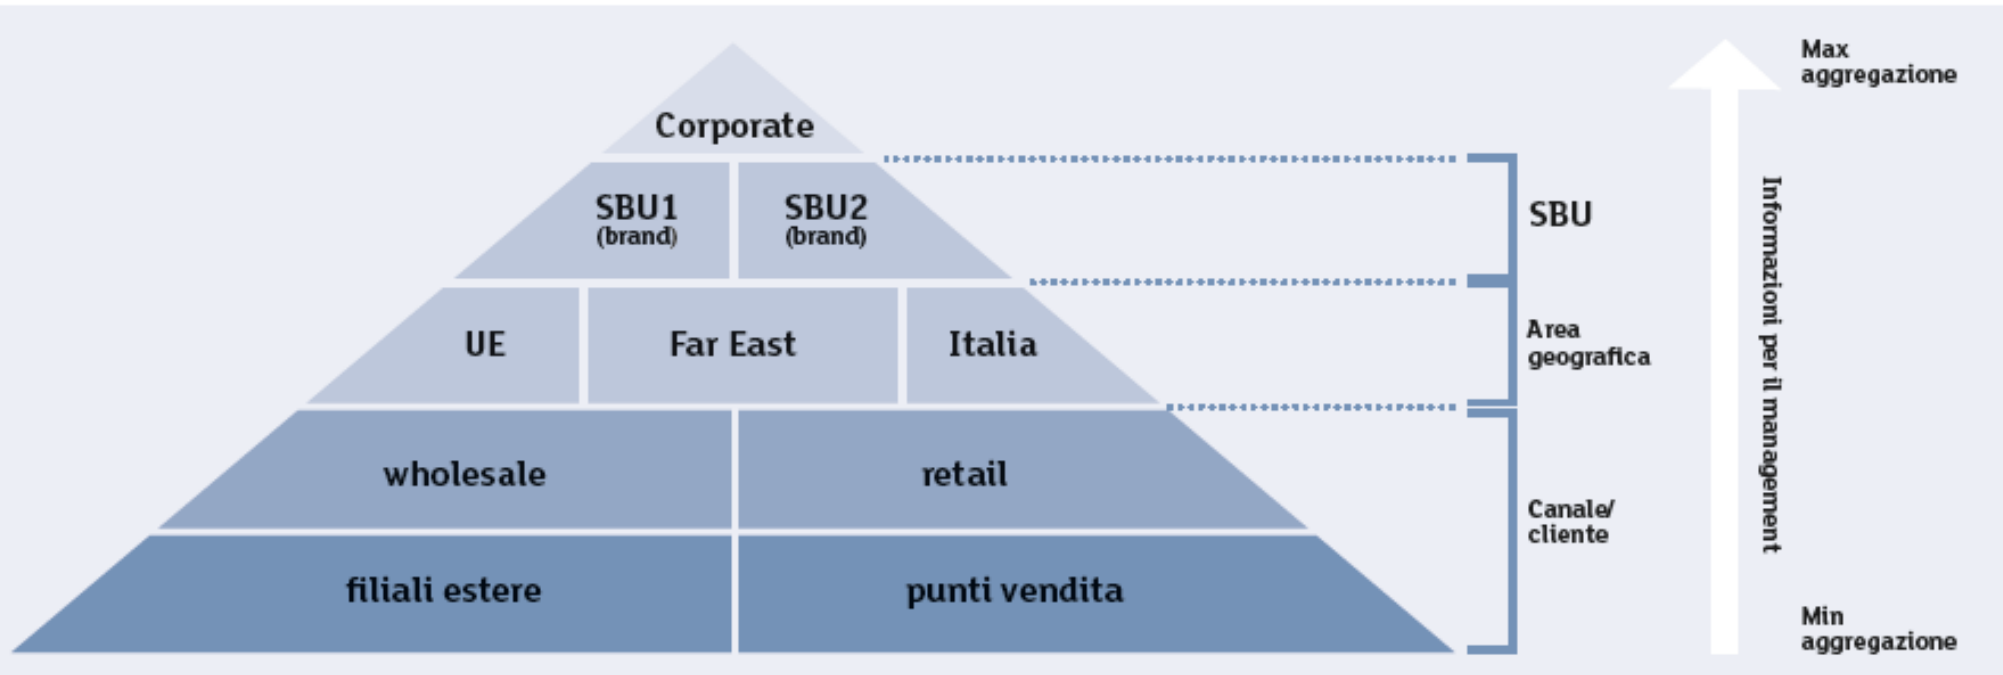 Corporate
SBU1
(brand)
SBU2
(brand)
UE
Far East
Italia
wholesale
retail
filiali estere
punti vendita
SBU
Area
geografica
Canale/
cliente
Informazioni per il management
Max
aggregazione
Min
aggregazione